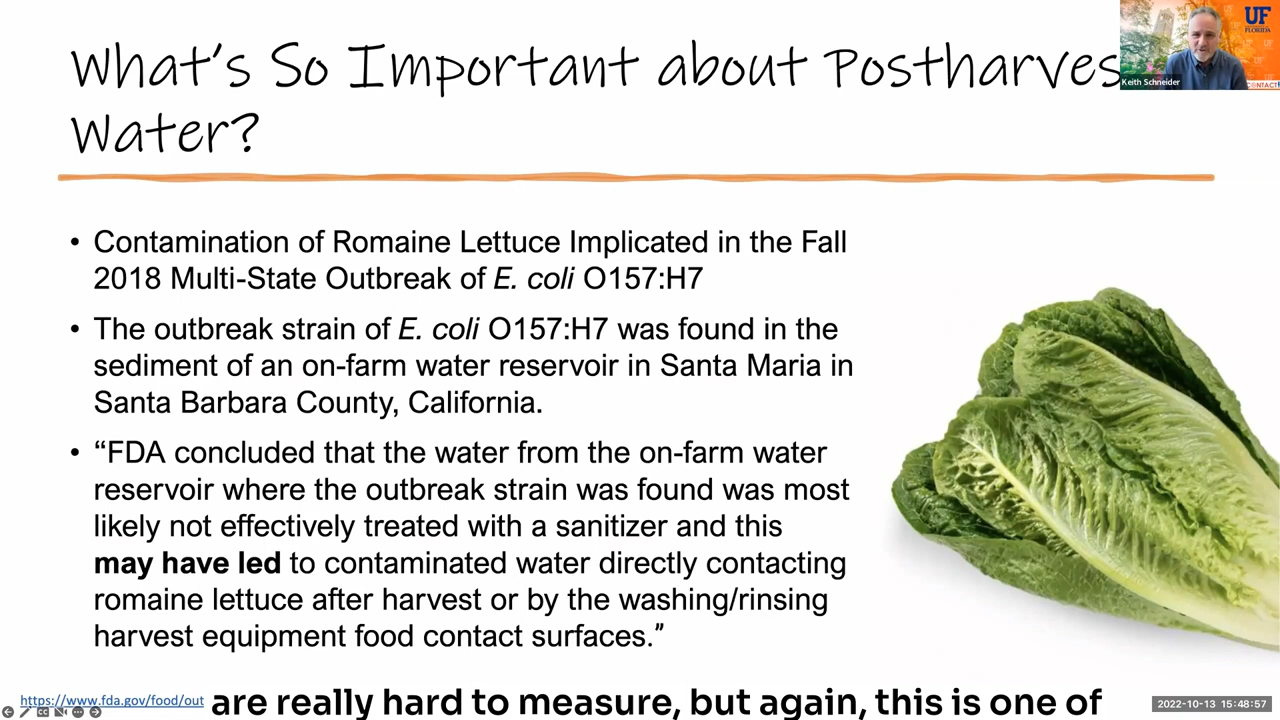 What's So Important about Postharves
Water?
UF
FLORIDA
Keith Schneider
CONTACT!
• Contamination of Romaine Lettuce Implicated in the Fall
2018 Multi-State Outbreak of E. coli O157:H7
• The outbreak strain of E. coli O157:H7 was found in the
sediment of an on-farm water reservoir in Santa Maria in
Santa Barbara County, California.
• “FDA concluded that the water from the on-farm water
reservoir where the outbreak strain was found was most
likely not effectively treated with a sanitizer and this
may have led to contaminated water directly contacting
romaine lettuce after harvest or by the washing/rinsing
harvest equipment food contact surfaces.”
https://www.fda.gov/food/out
are really hard to measure, but again, this is one of
2022-10-13 15:48:57